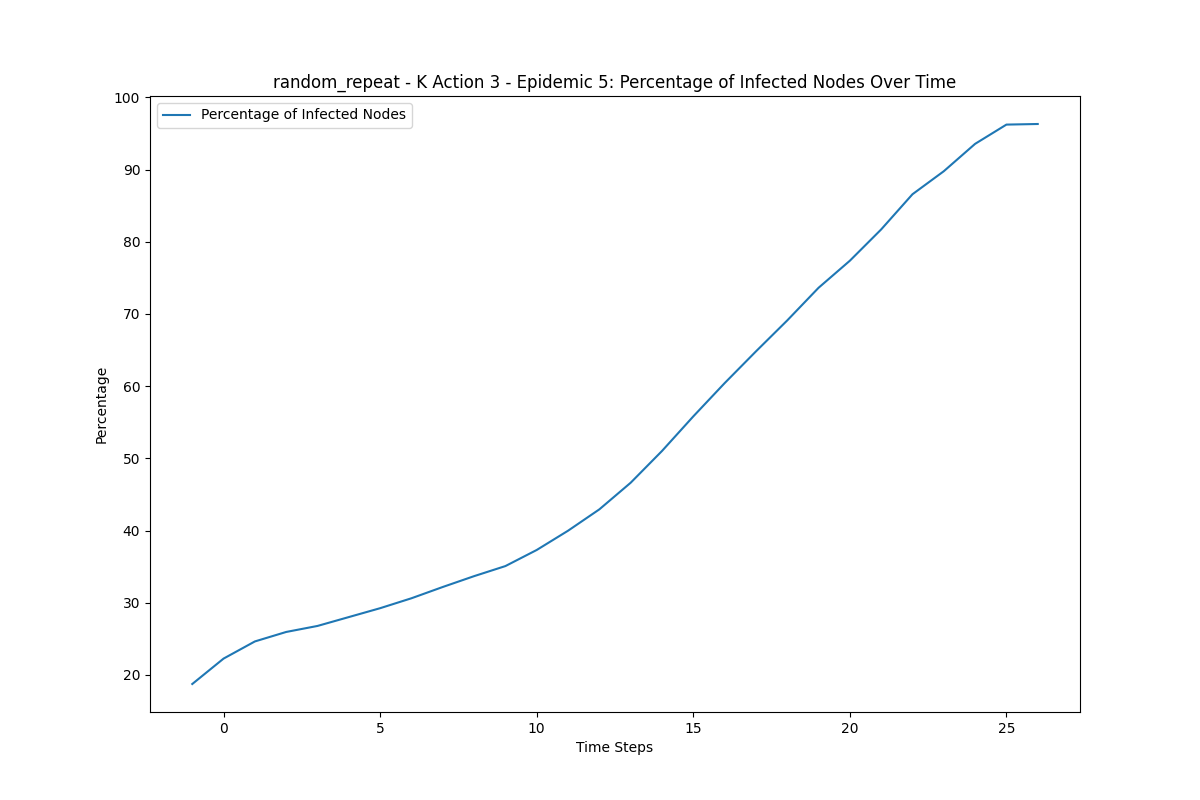 random_repeat - K Action 3 - Epidemic 5: Percentage of Infected Nodes Over Time
Percentage of Infected Nodes
100
90
80
70
60
50
40
30
20
Percentage
0 5 10 15 20 25
Time Steps